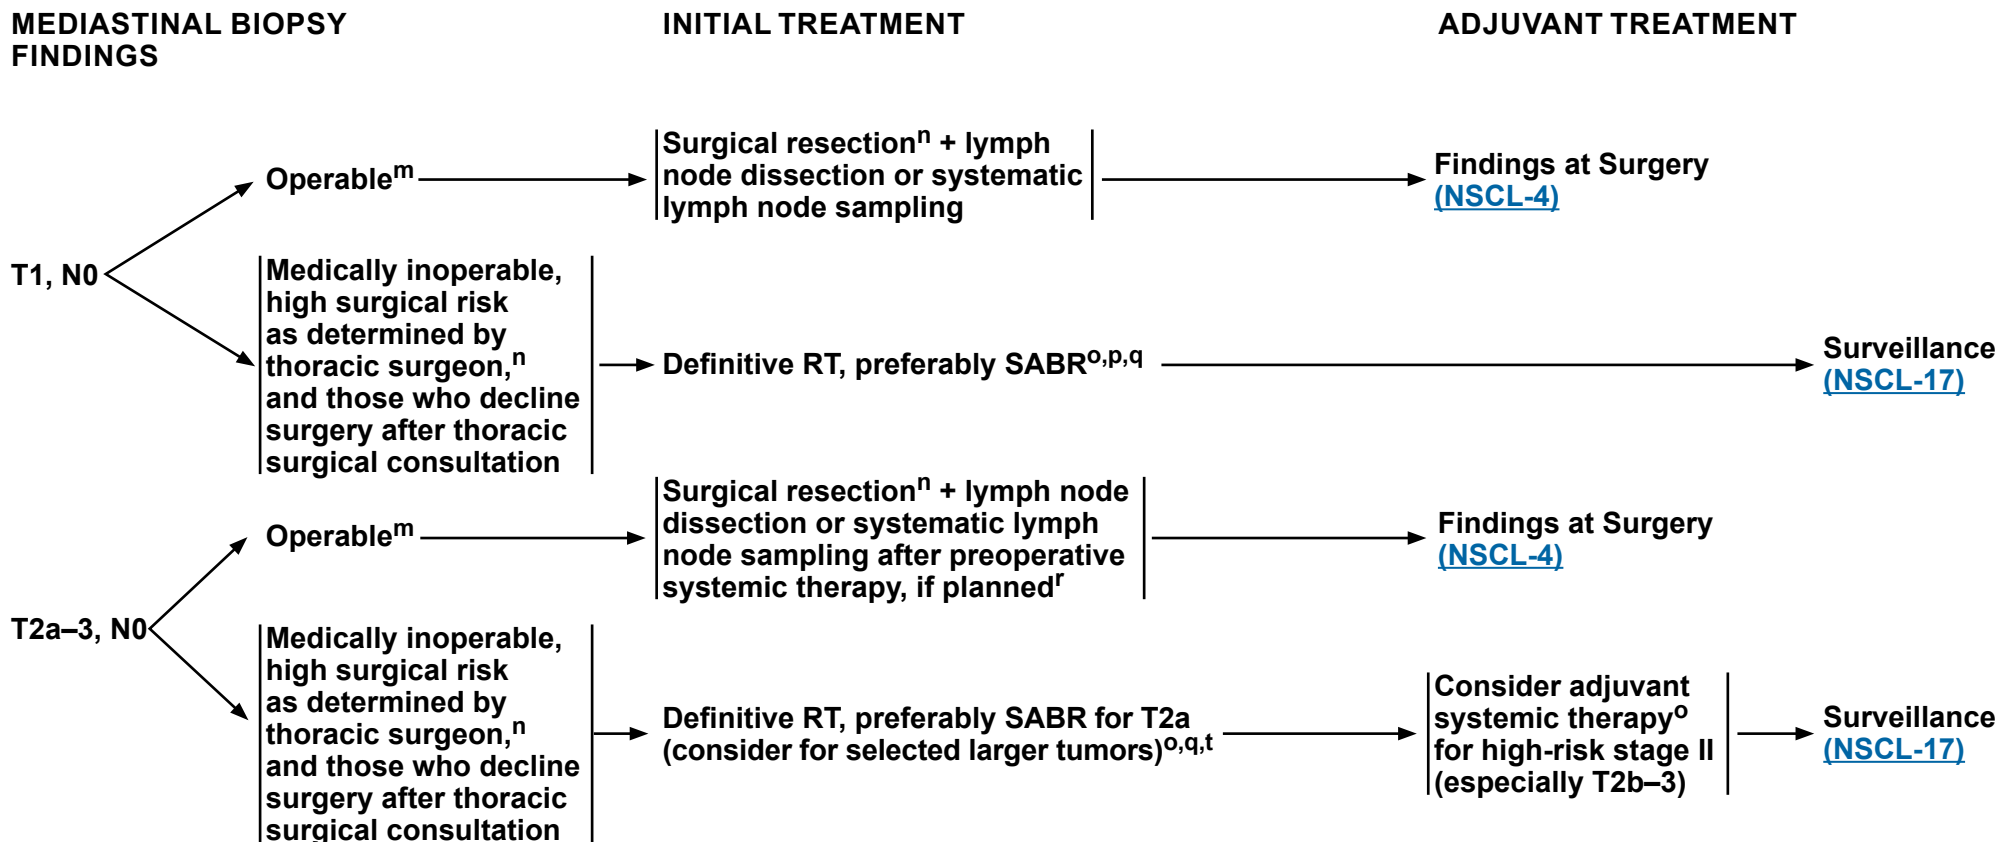 MEDIASTINAL BIOPSY
FINDINGS
INITIAL TREATMENT
ADJUVANT TREATMENT
T1, N0
Operableᵐ
Surgical resectionⁿ + lymph
node dissection or systematic
lymph node sampling
Findings at Surgery
(NSCL-4)
Medically inoperable,
high surgical risk
as determined by
thoracic surgeon,ⁿ
and those who decline
surgery after thoracic
surgical consultation
Definitive RT, preferably SABRᵒ,ᵖ,q
Surveillance
(NSCL-17)
T2a–3, N0
Operableᵐ
Surgical resectionⁿ + lymph node
dissection or systematic lymph
node sampling after preoperative
systemic therapy, if plannedʳ
Findings at Surgery
(NSCL-4)
Medically inoperable,
high surgical risk
as determined by
thoracic surgeon,ⁿ
and those who decline
surgery after thoracic
surgical consultation
Definitive RT, preferably SABR for T2a
(consider for selected larger tumors)ᵒ,q,ᵗ
Consider adjuvant
systemic therapyᵒ
for high-risk stage II
(especially T2b–3)
Surveillance
(NSCL-17)